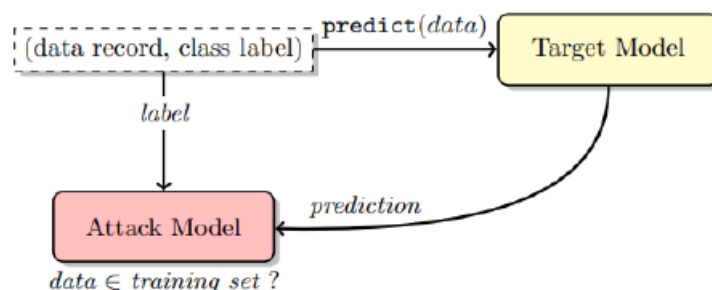 (data record, class label)
predict(data)
Target Model
label
prediction
Attack Model
data ∈ training set ?